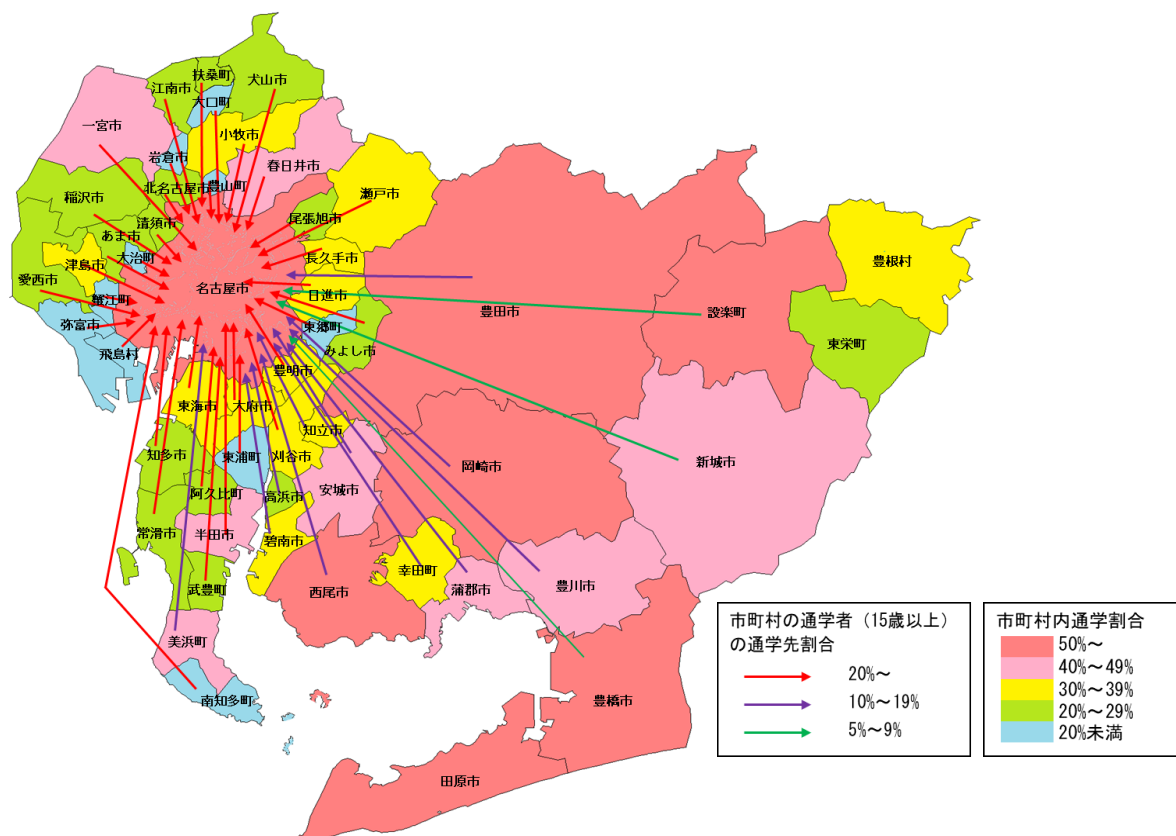 扶桑町
犬山市
江南市
大口町
一宮市
小牧市
岩倉市
春日井市
北名古屋市
豊山町
瀬戸市
稲沢市
清須市
尾張旭市
あま市
大治町
長久手市
津島市
愛西市
名古屋市
日進市
豊根村
蟹江町
豊田市
設楽町
弥富市
東郷町
東栄町
飛島村
みよし市
豊明市
東海市
大府市
知立市
知多市
東浦町
刈谷市
新城市
岡崎市
阿久比町
高浜市
安城市
常滑市
半田市
碧南市
幸田町
武豊町
西尾市
蒲郡市
豊川市
美浜町
南知多町
豊橋市
田原市
市町村の通学者（15歳以上）
の通学先割合
20%～
10%～19%
5%～9%
市町村内通学割合
50%～
40%～49%
30%～39%
20%～29%
20%未満